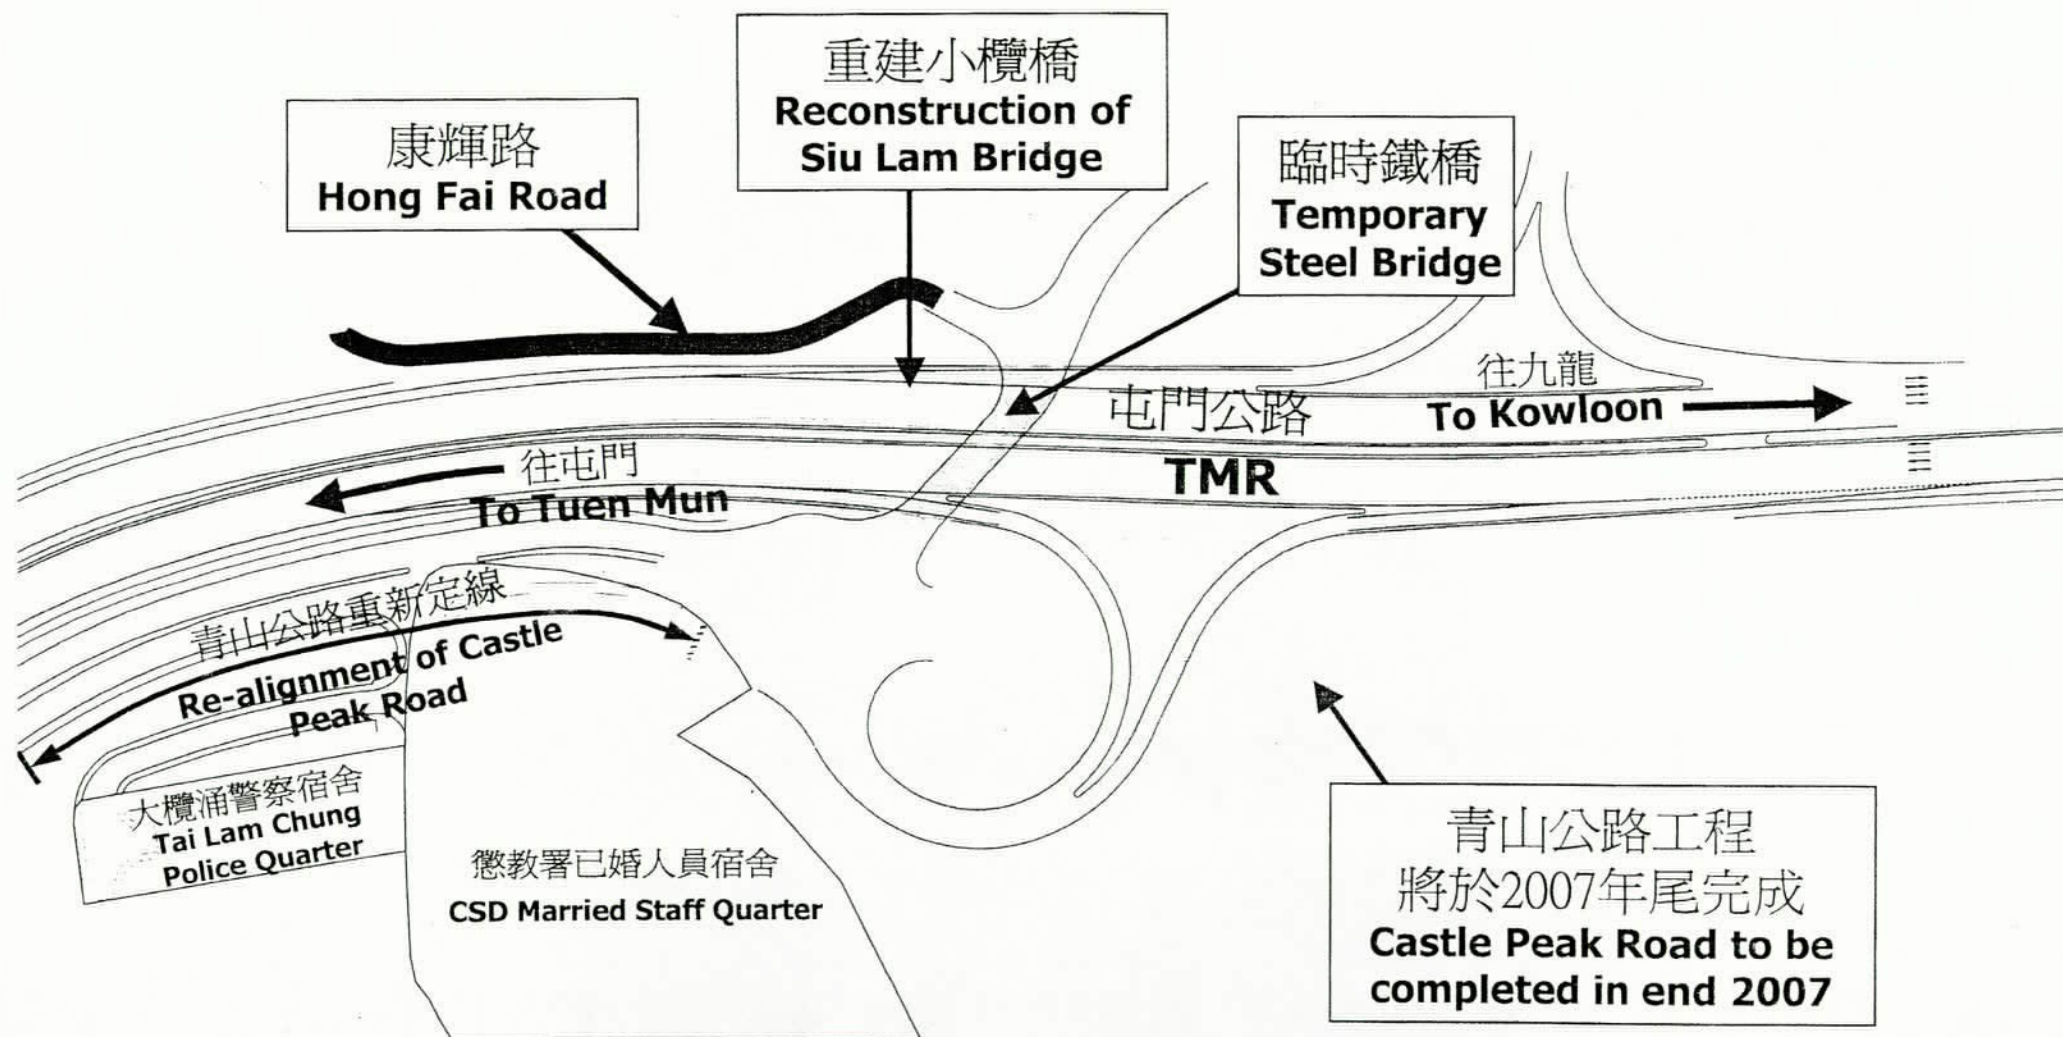 重建小欖橋
Reconstruction of
Siu Lam Bridge
康輝路
Hong Fai Road
臨時鐵橋
Temporary
Steel Bridge
往九龍
To Kowloon
屯門公路
TMR
往屯門
To Tuen Mun
青山公路重新定線
Re-alignment of Castle
Peak Road
大欖涌警察宿舍
Tai Lam Chung
Police Quarter
懲教署已婚人員宿舍
CSD Married Staff Quarter
青山公路工程
將於2007年尾完成
Castle Peak Road to be
completed in end 2007